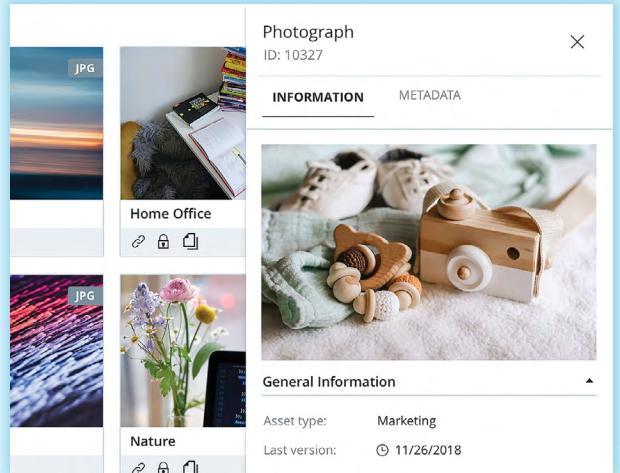 JPG
Home Office
JPG
Nature
Photograph
ID: 10327
INFORMATION METADATA
General Information
Asset type: Marketing
Last version: 11/26/2018